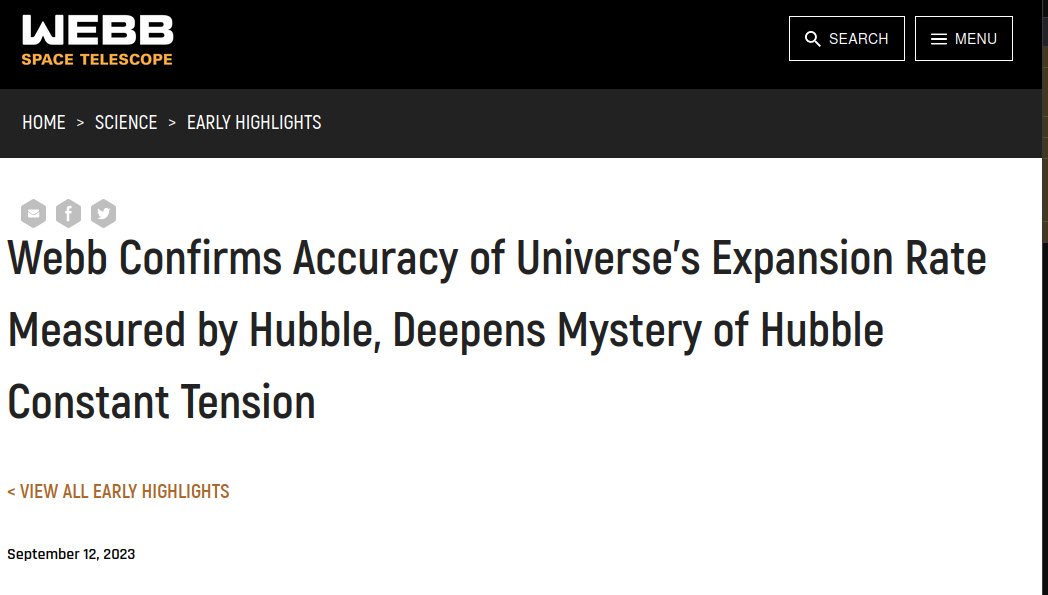 WEBB
SPACE TELESCOPE
SEARCH
MENU
HOME > SCIENCE > EARLY HIGHLIGHTS
Webb Confirms Accuracy of Universe’s Expansion Rate
Measured by Hubble, Deepens Mystery of Hubble
Constant Tension
< VIEW ALL EARLY HIGHLIGHTS
September 12, 2023